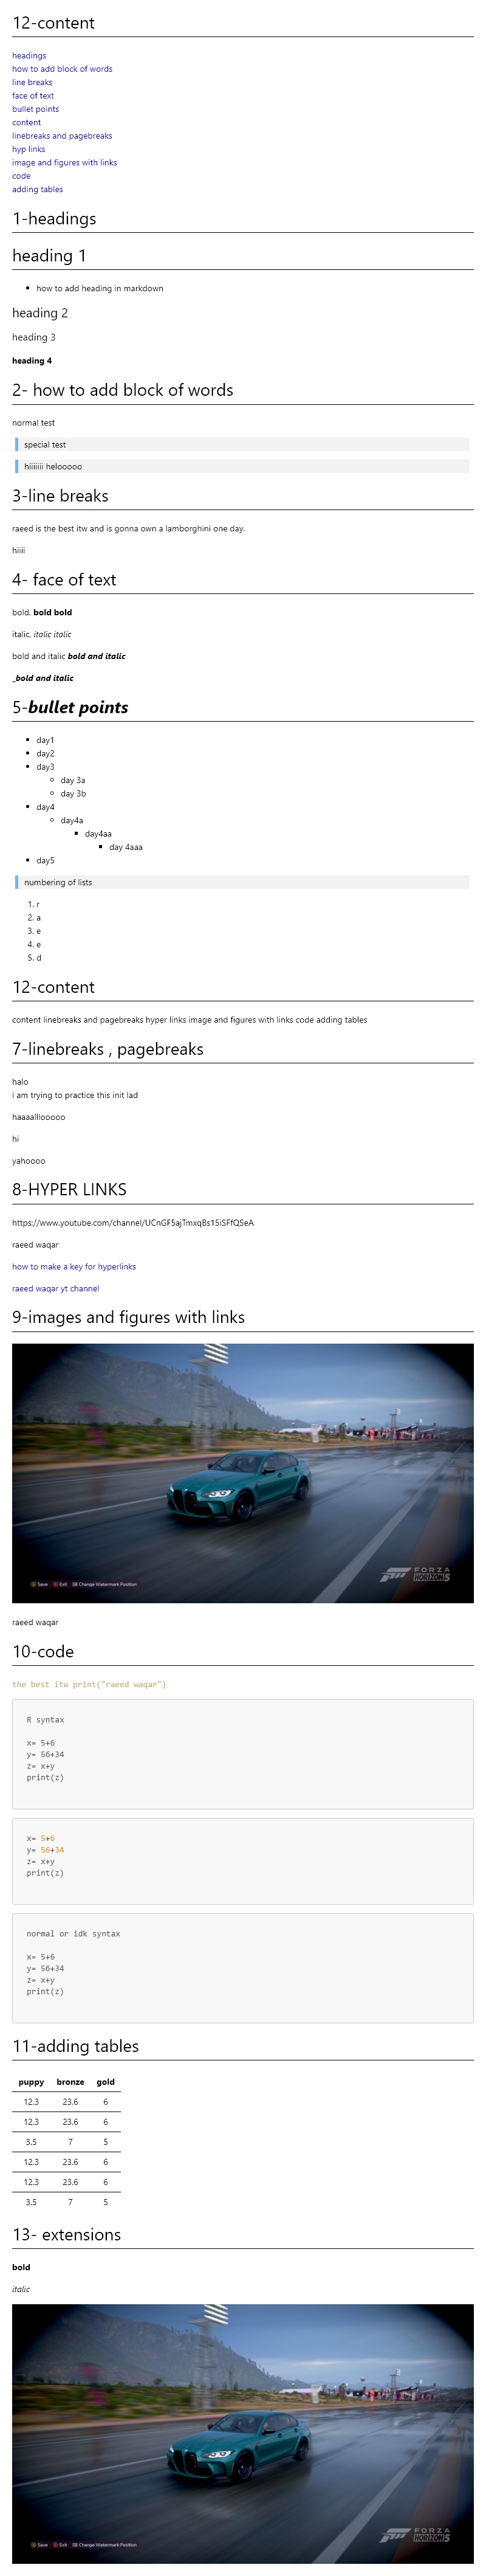 12-content
headings
how to add block of words
line breaks
face of text
bullet points
content
linebreaks and pagebreaks
hyp links
image and figures with links
code
adding tables
1-headings
heading 1
how to add heading in markdown
heading 2
heading 3
heading 4
2- how to add block of words
normal test
special test
hiiiiiiii helooooo
3-line breaks
raeed is the best itw and is gonna own a lamborghini one day.
hiiii
4- face of text
bold, bold bold
italic, italic italic
bold and italic bold and italic
_bold and italic
5-bullet points
day1
day2
day3
day 3a
day 3b
day4
day4a
day4aa
day 4aaa
day5
numbering of lists
1. r
2. a
3. e
4. e
5. d
12-content
content linebreaks and pagebreaks hyper links image and figures with links code adding tables
7-linebreaks , pagebreaks
halo
i am trying to practice this init lad
haaaallloooo
hi
yahoooo
8-HYPER LINKS
https://www.youtube.com/channel/UCnGF5ajTmxqBs15iSFfQSeA
raeed waqar
how to make a key for hyperlinks
raeed waqar yt channel
9-images and figures with links
Save Exit Change Watermark Position
FORZA
HORIZON 5
raeed waqar
10-code
the best itw print("raeed waqar")
R syntax
x= 5+6
y= 56+34
z= x+y
print(z)
x= 5+6
y= 56+34
z= x+y
print(z)
normal or idk syntax
x= 5+6
y= 56+34
z= x+y
print(z)
11-adding tables
puppy bronze gold
12.3 23.6 6
12.3 23.6 6
3.5 7 5
12.3 23.6 6
12.3 23.6 6
3.5 7 5
13- extensions
bold
italic
Save Exit Change Watermark Position
FORZA
HORIZON 5